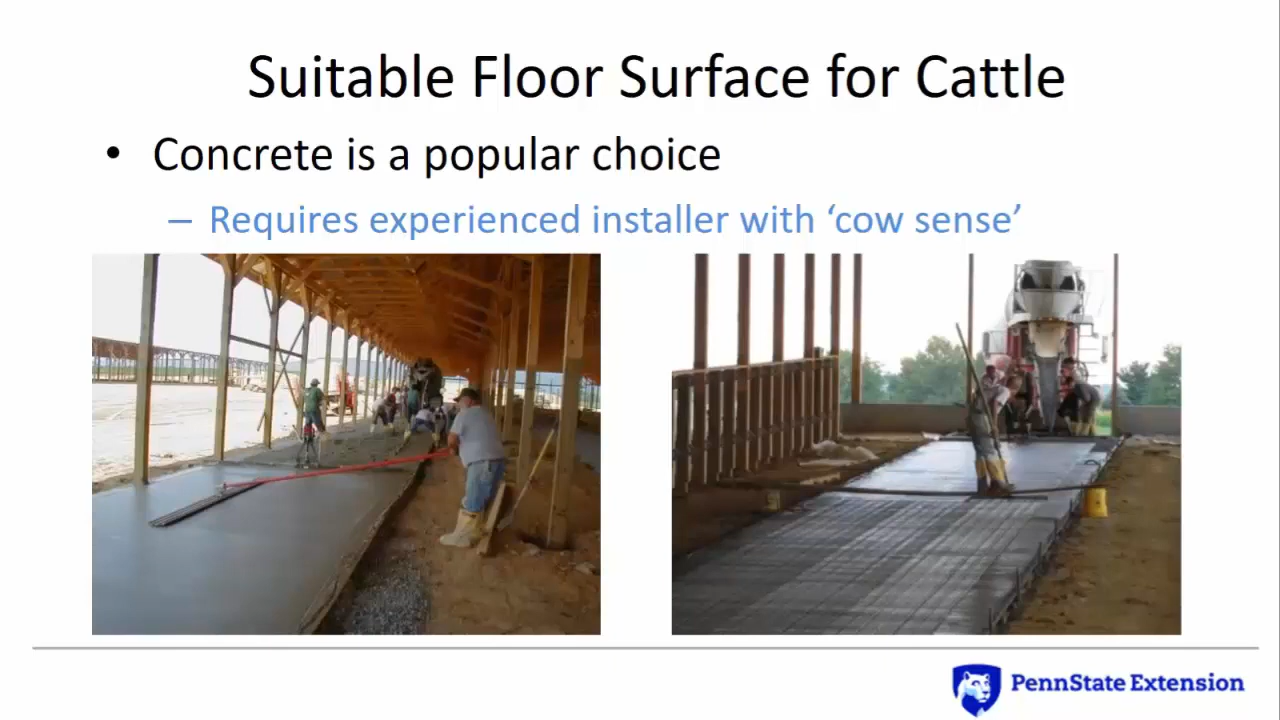 Suitable Floor Surface for Cattle
• Concrete is a popular choice
– Requires experienced installer with ‘cow sense’
PennState Extension